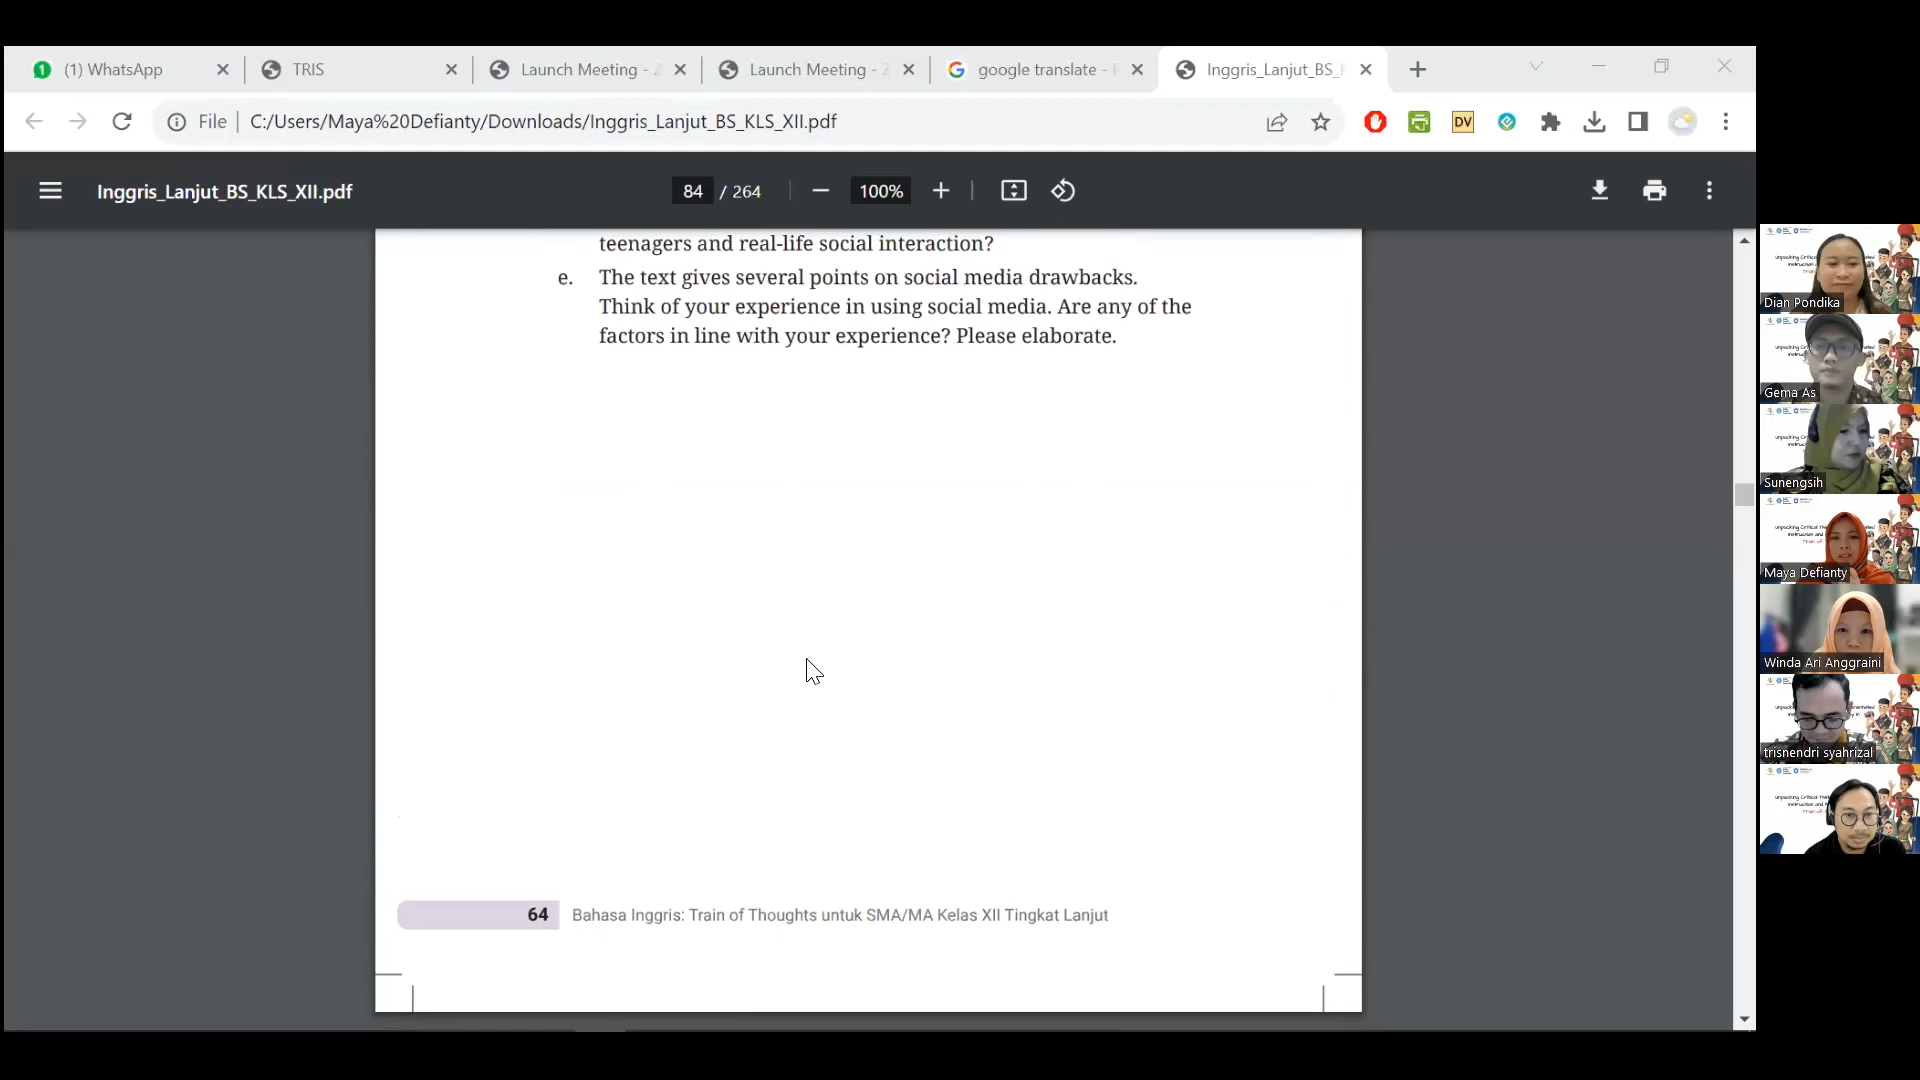 (1) WhatsApp
TRIS
Launch Meeting - Z
Launch Meeting - Z
google translate -
Inggris_Lanjut_BS_K
File
C:/Users/Maya%20Defianty/Downloads/Inggris_Lanjut_BS_KLS_XII.pdf
DV
Inggris_Lanjut_BS_KLS_XII.pdf
84 / 264
100%
teenagers and real-life social interaction?
e. The text gives several points on social media drawbacks.
Think of your experience in using social media. Are any of the
factors in line with your experience? Please elaborate.
64 Bahasa Inggris: Train of Thoughts untuk SMA/MA Kelas XII Tingkat Lanjut
Dian Pondika
Gema As
Sunengsih
Maya Defianty
Winda Ari Anggraini
trisnendri syahrizal